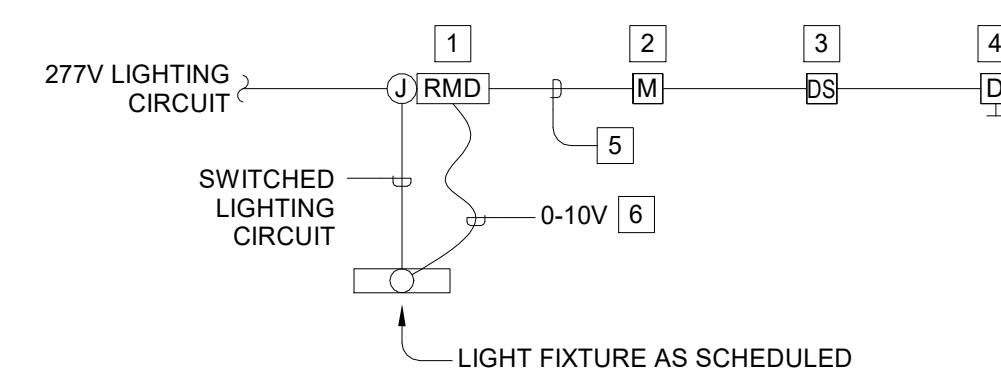 1
2
3
4
277V LIGHTING
CIRCUIT
J
RMD
M
DS
D
5
SWITCHED
LIGHTING
CIRCUIT
0-10V
6
LIGHT FIXTURE AS SCHEDULED